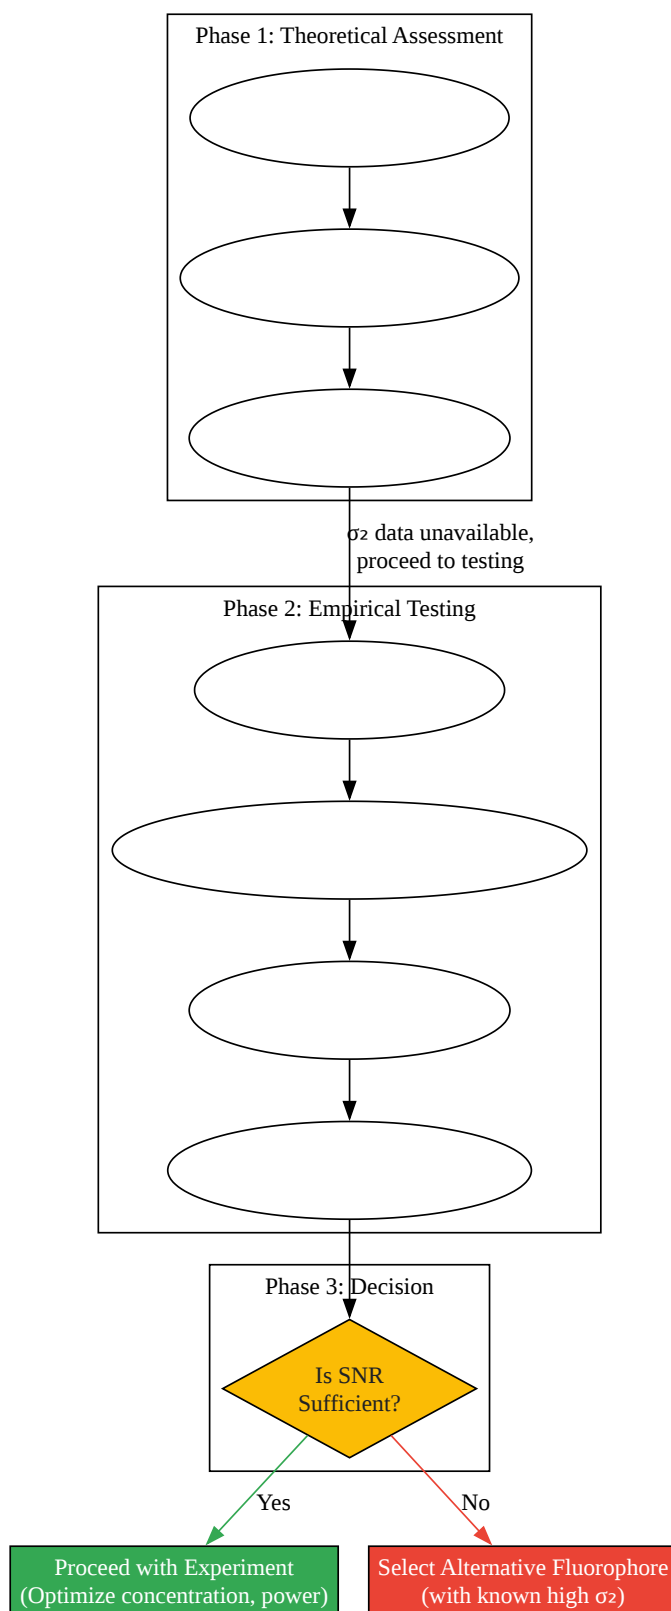 Phase 1: Theoretical Assessment
σ₂ data unavailable,
proceed to testing
Phase 2: Empirical Testing
Phase 3: Decision
Is SNR
Sufficient?
Yes
No
Proceed with Experiment
(Optimize concentration, power)
Select Alternative Fluorophore
(with known high σ₂)